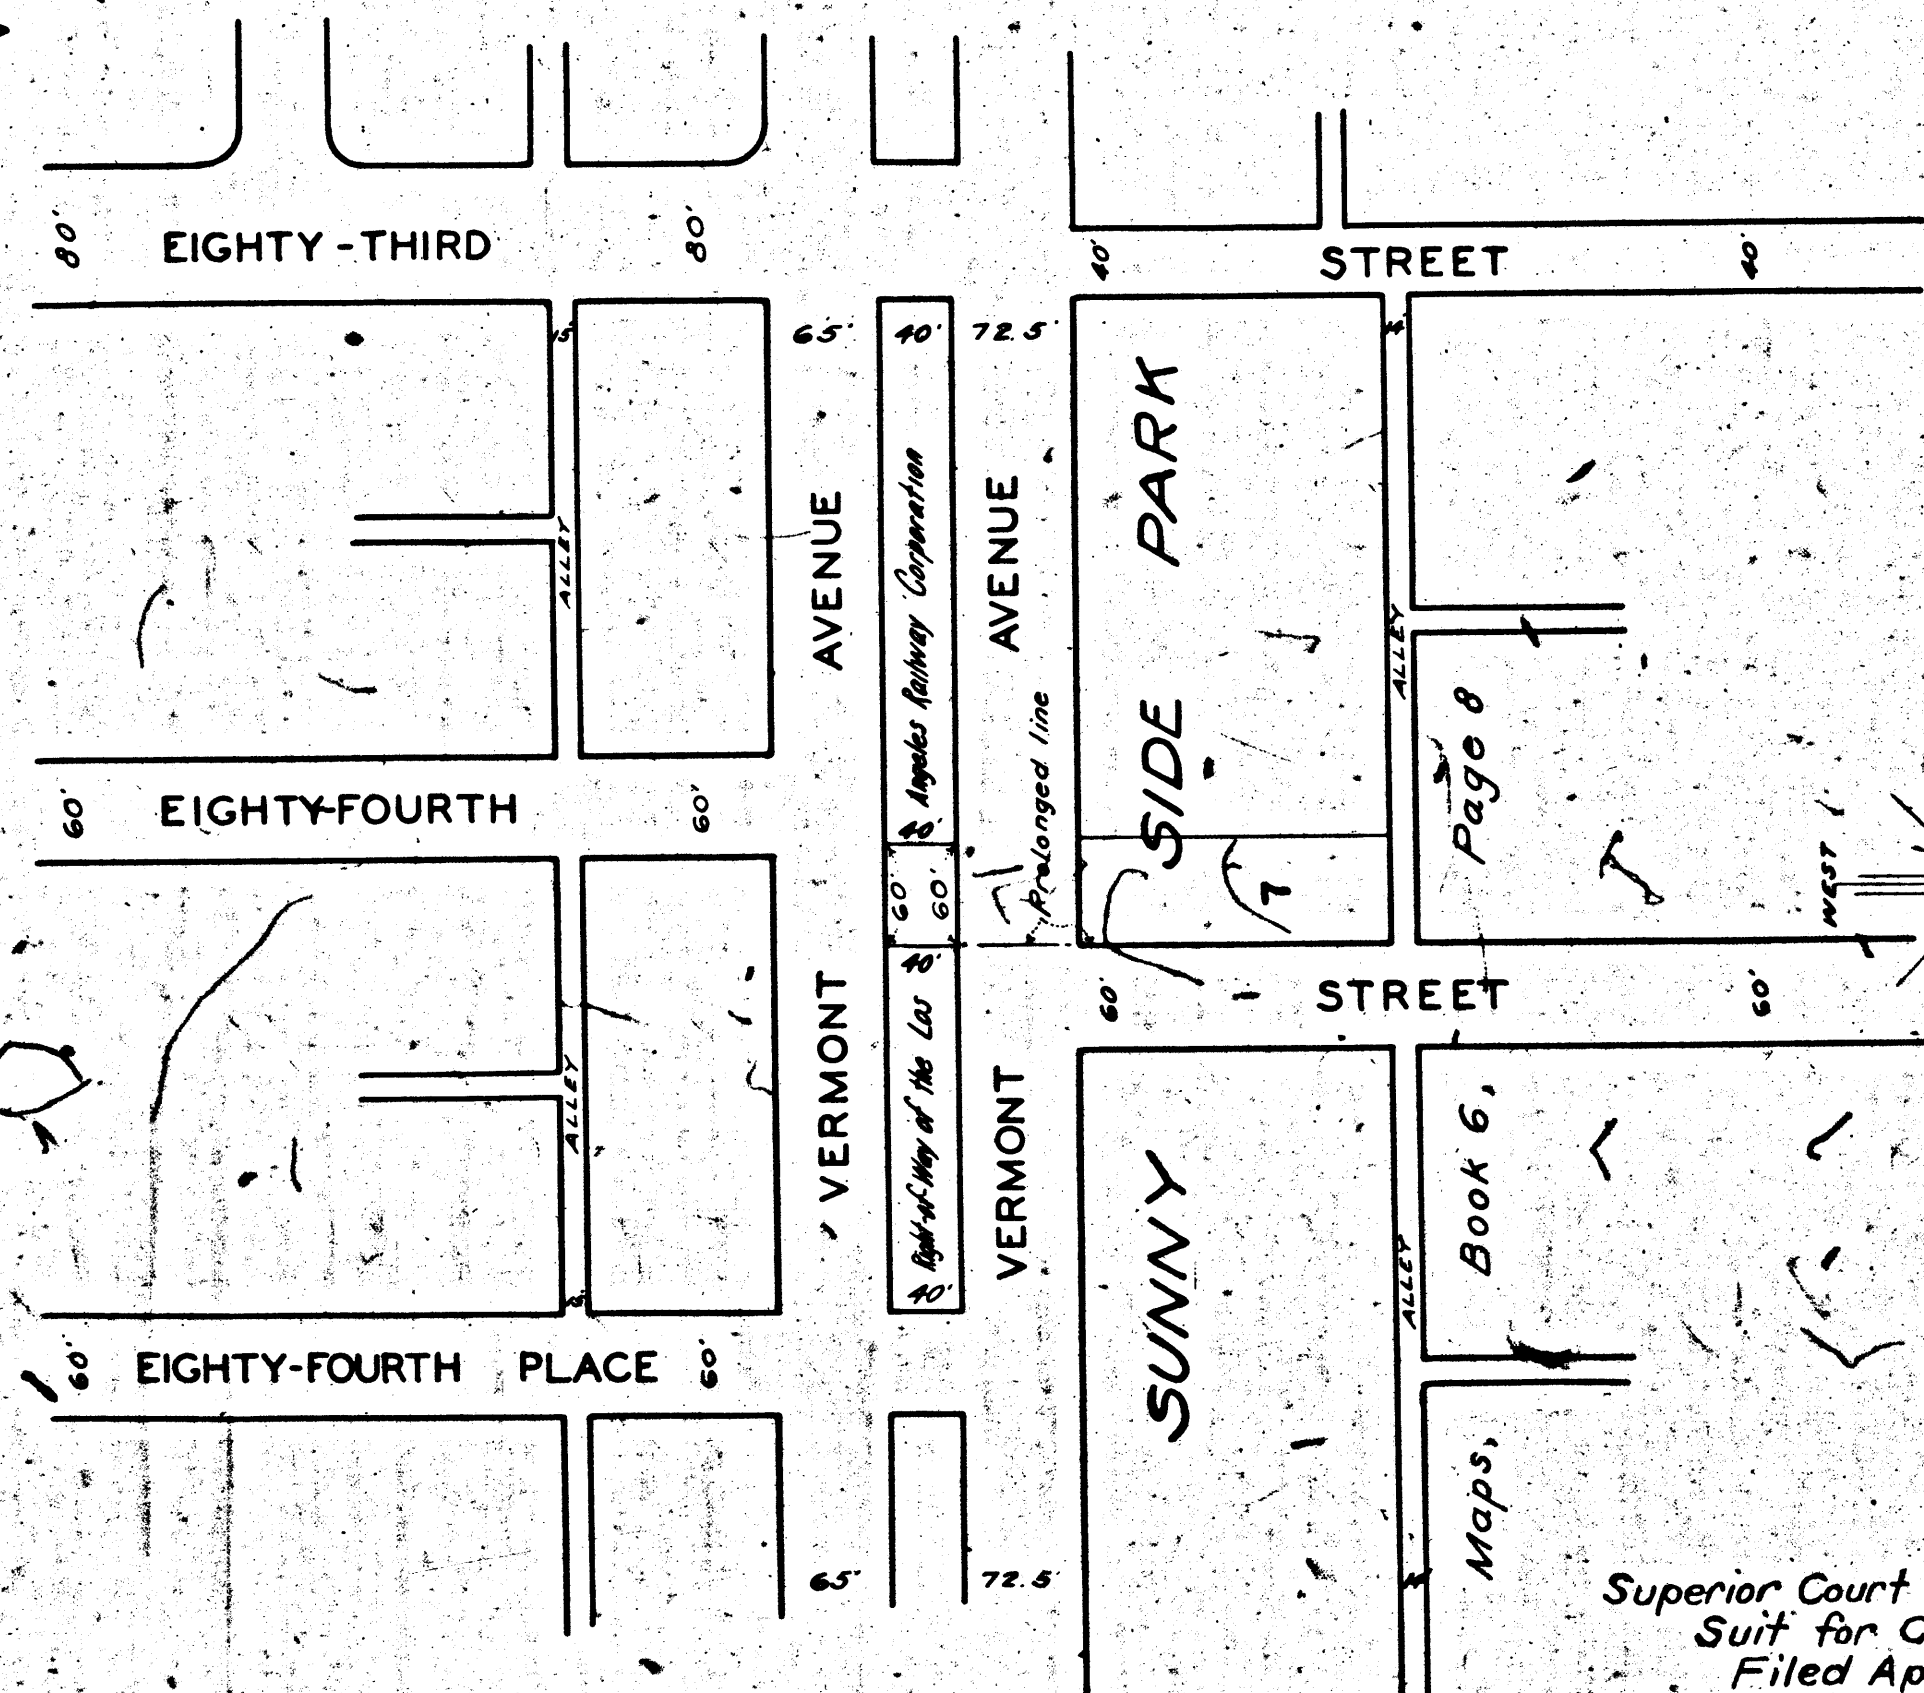 80'
EIGHTY-THIRD
80'
40'
STREET
40'
15'
65'
40'
72.5'
14'
ALLEY
AVENUE
Angeles Railway Corporation
AVENUE
SIDE PARK
ALLEY
Page 8
60'
EIGHTY-FOURTH
60'
40'
Prolonged line
60'
60'
7
WEST
40'
60'
STREET
60'
ALLEY
VERMONT
Right-of-Way of the Los
VERMONT
SUNNY
ALLEY
Book 6,
40'
60'
EIGHTY-FOURTH PLACE
60'
Maps,
65'
72.5'
14'
Superior Court
Suit for
Filed Ap